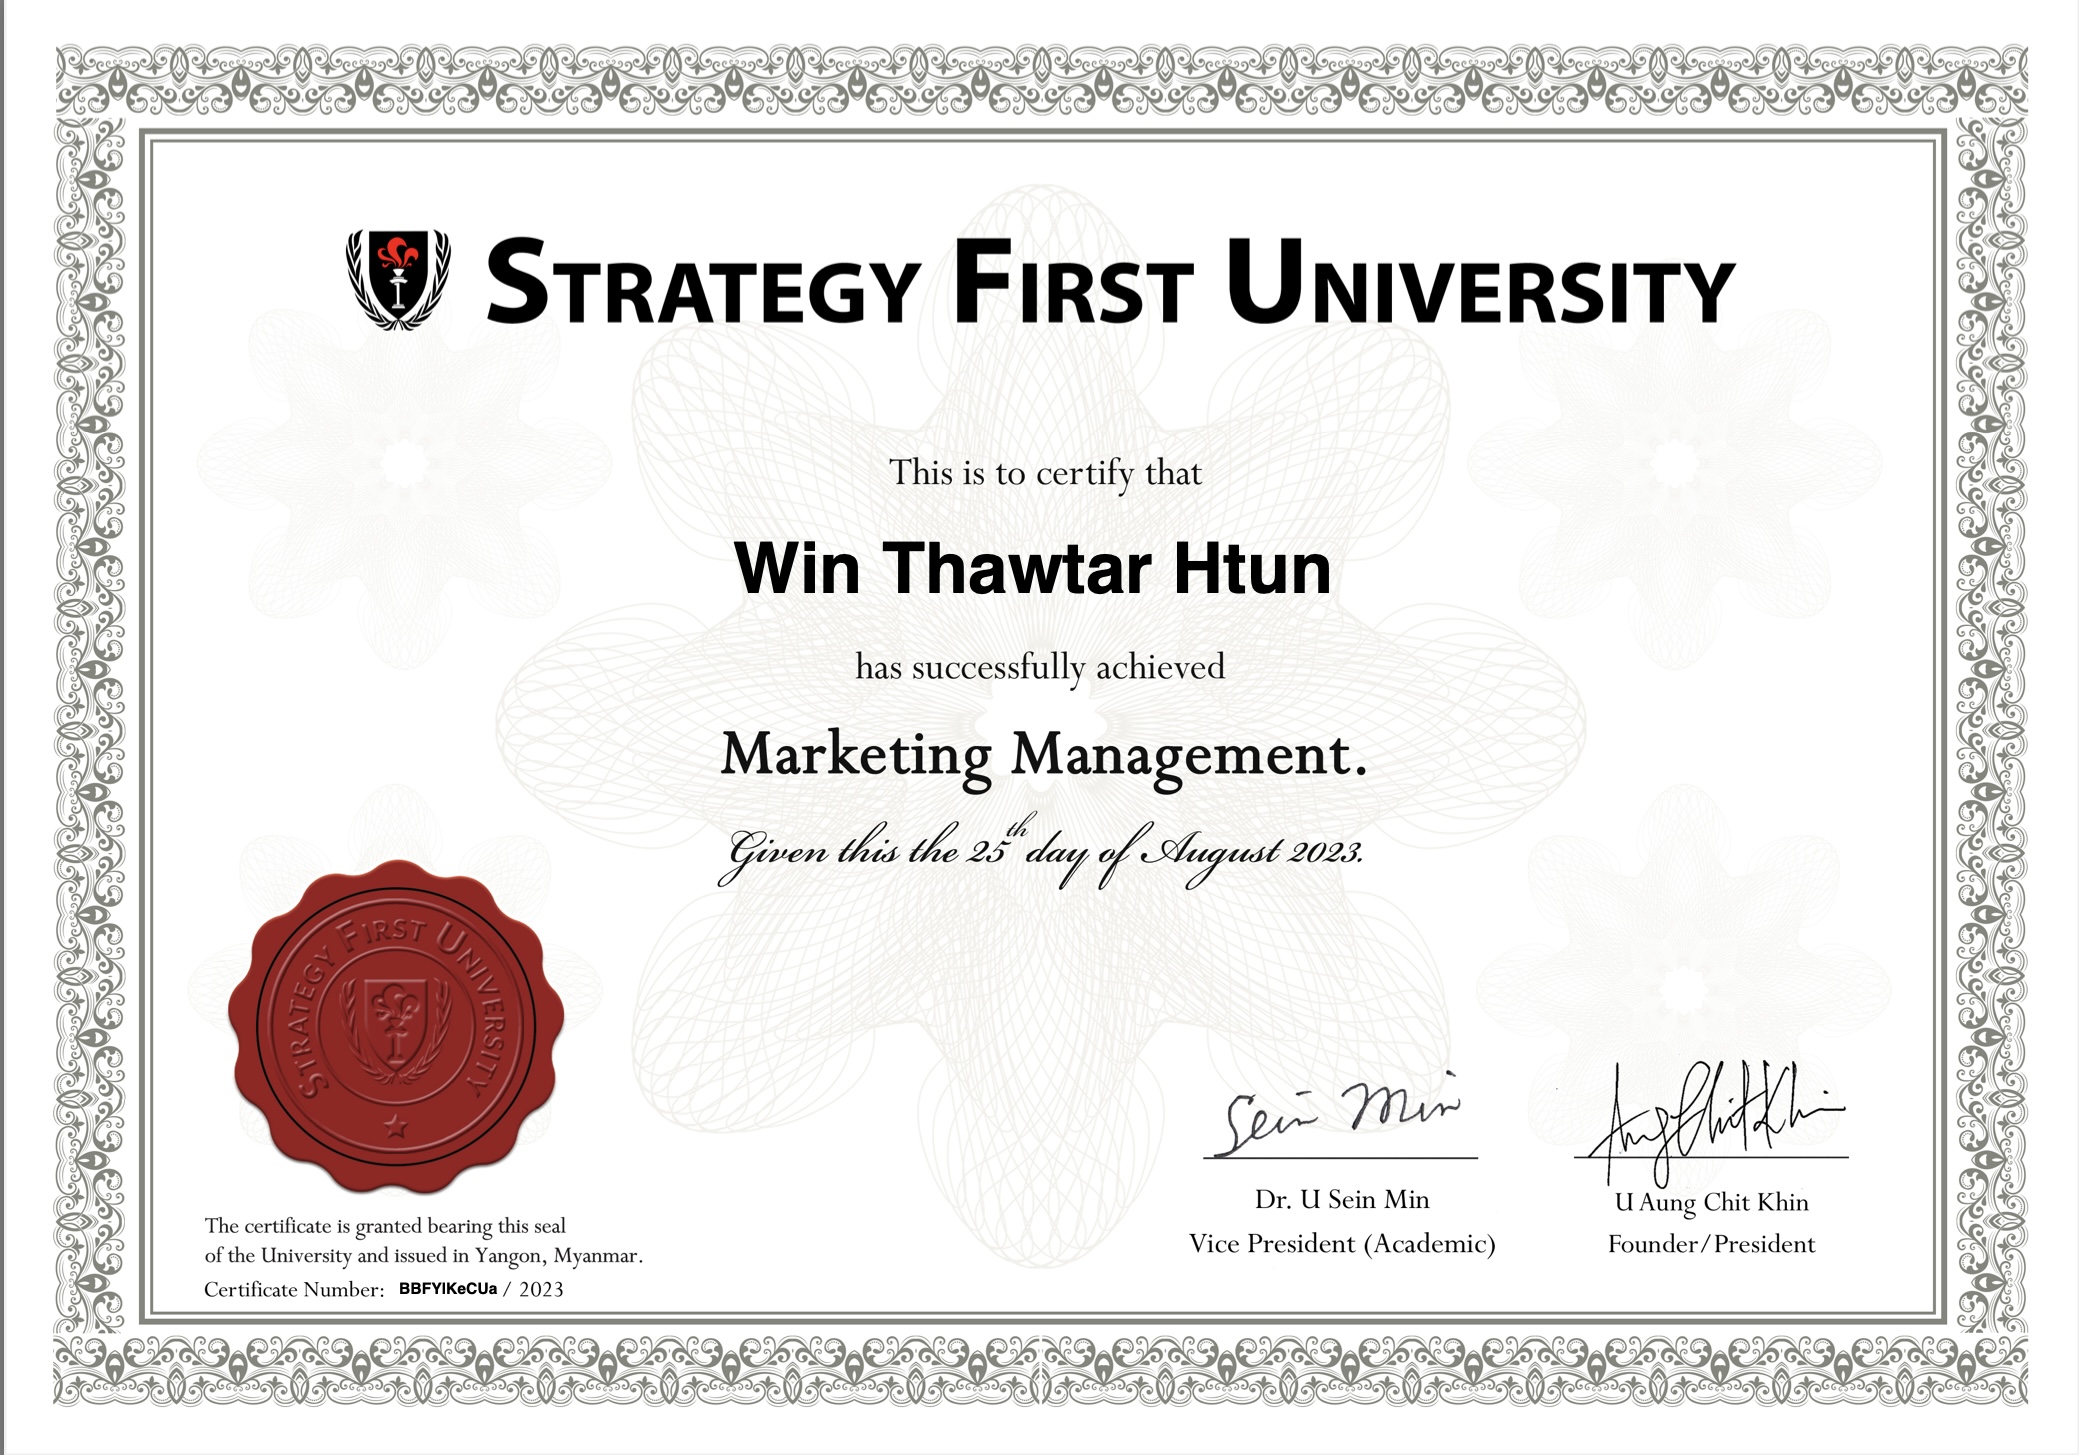 STRATEGY FIRST UNIVERSITY
This is to certify that
Win Thawtar Htun
has successfully achieved
Marketing Management.
Given this the 25th day of August 2023.
STRATEGY FIRST UNIVERSITY
Sein Min
Aung Chit Khin
Dr. U Sein Min
U Aung Chit Khin
Vice President (Academic)
Founder/President
The certificate is granted bearing this seal
of the University and issued in Yangon, Myanmar.
Certificate Number: BBFYIKeCUa / 2023